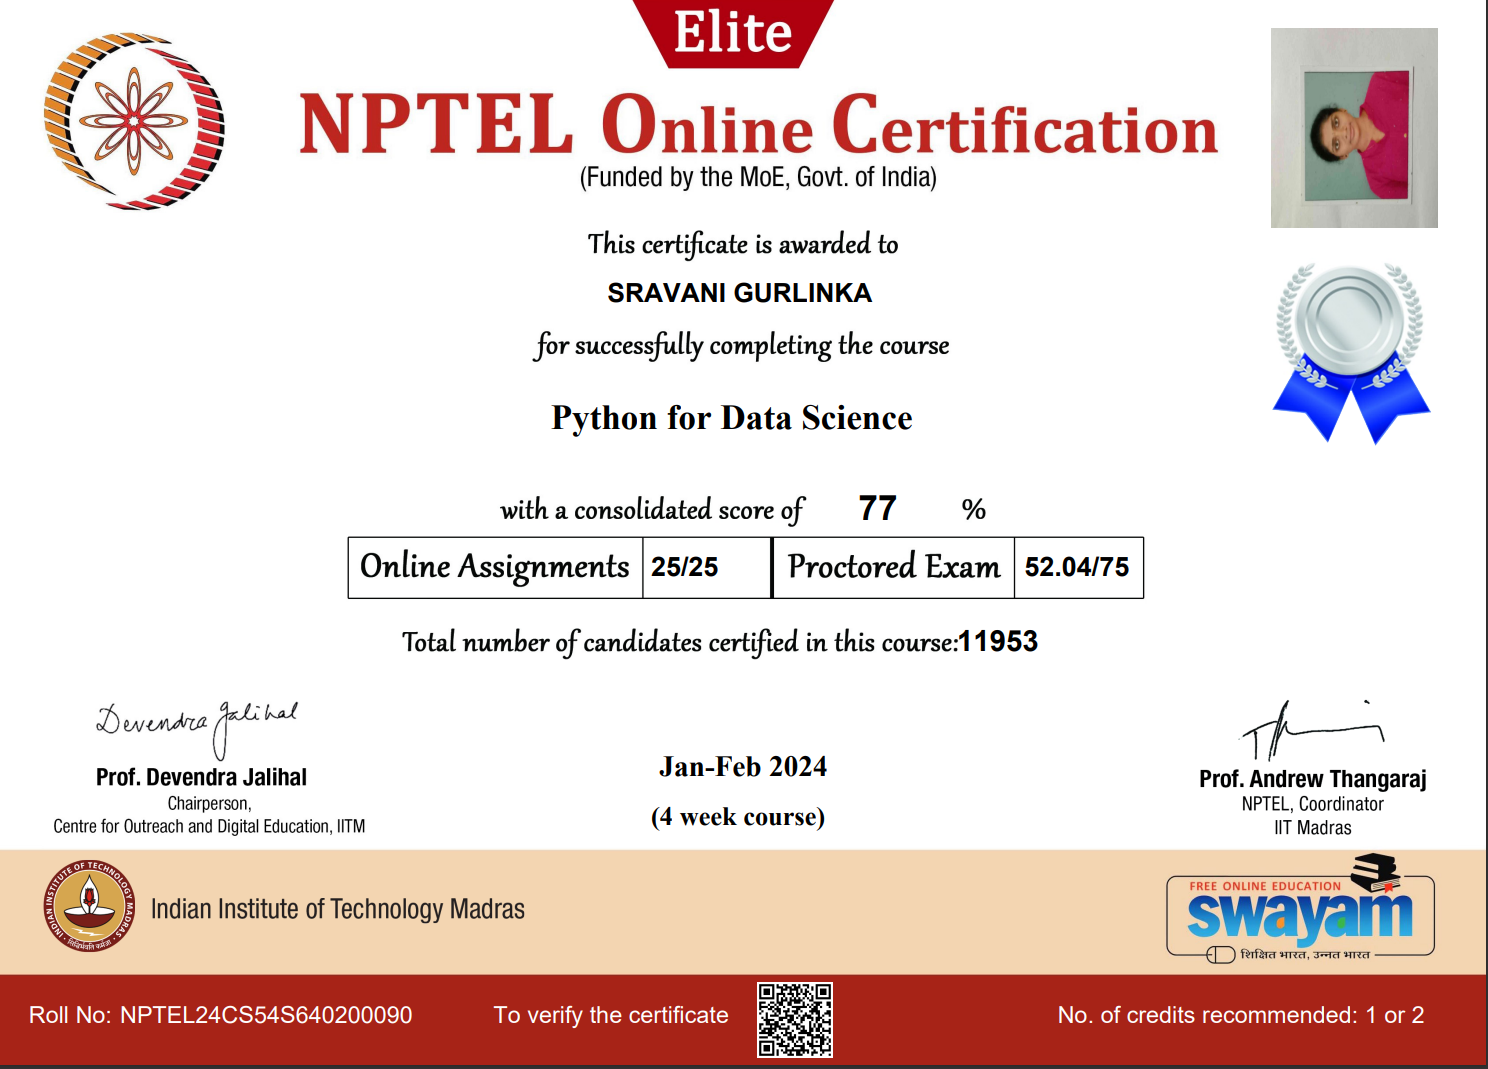 Elite
NPTEL Online Certification
(Funded by the MoE, Govt. of India)
This certificate is awarded to
SRAVANI GURLINKA
for successfully completing the course
Python for Data Science
with a consolidated score of 77 %
Online Assignments 25/25 Proctored Exam 52.04/75
Total number of candidates certified in this course:11953
Devendra Jalihal
Prof. Devendra Jalihal
Chairperson,
Centre for Outreach and Digital Education, IITM
Jan-Feb 2024
(4 week course)
Prof. Andrew Thangaraj
NPTEL, Coordinator
IIT Madras
INDIAN INSTITUTE OF TECHNOLOGY MADRAS
Indian Institute of Technology Madras
FREE ONLINE EDUCATION
swayam
शिक्षित भारत, उन्नत भारत
Roll No: NPTEL24CS54S640200090
To verify the certificate
No. of credits recommended: 1 or 2